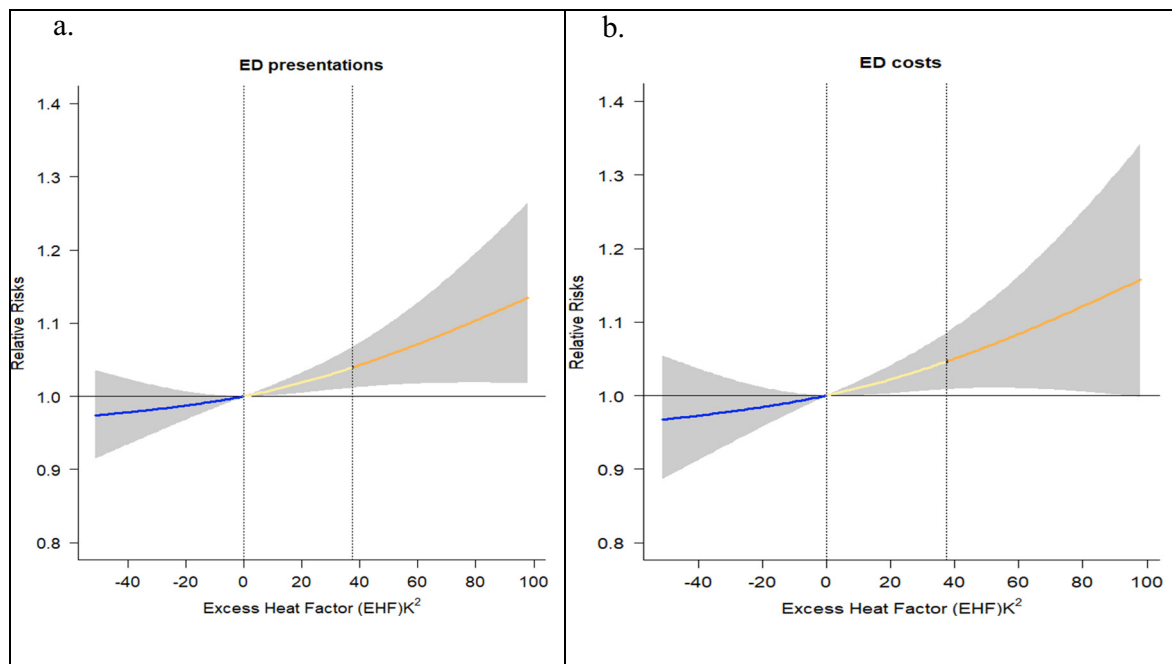 a.
ED presentations
1.4
1.3
1.2
1.1
1.0
0.9
0.8
Relative Risks
-40 -20 0 20 40 60 80 100
Excess Heat Factor (EHF)K²
b.
ED costs
1.4
1.3
1.2
1.1
1.0
0.9
0.8
Relative Risks
-40 -20 0 20 40 60 80 100
Excess Heat Factor (EHF)K²